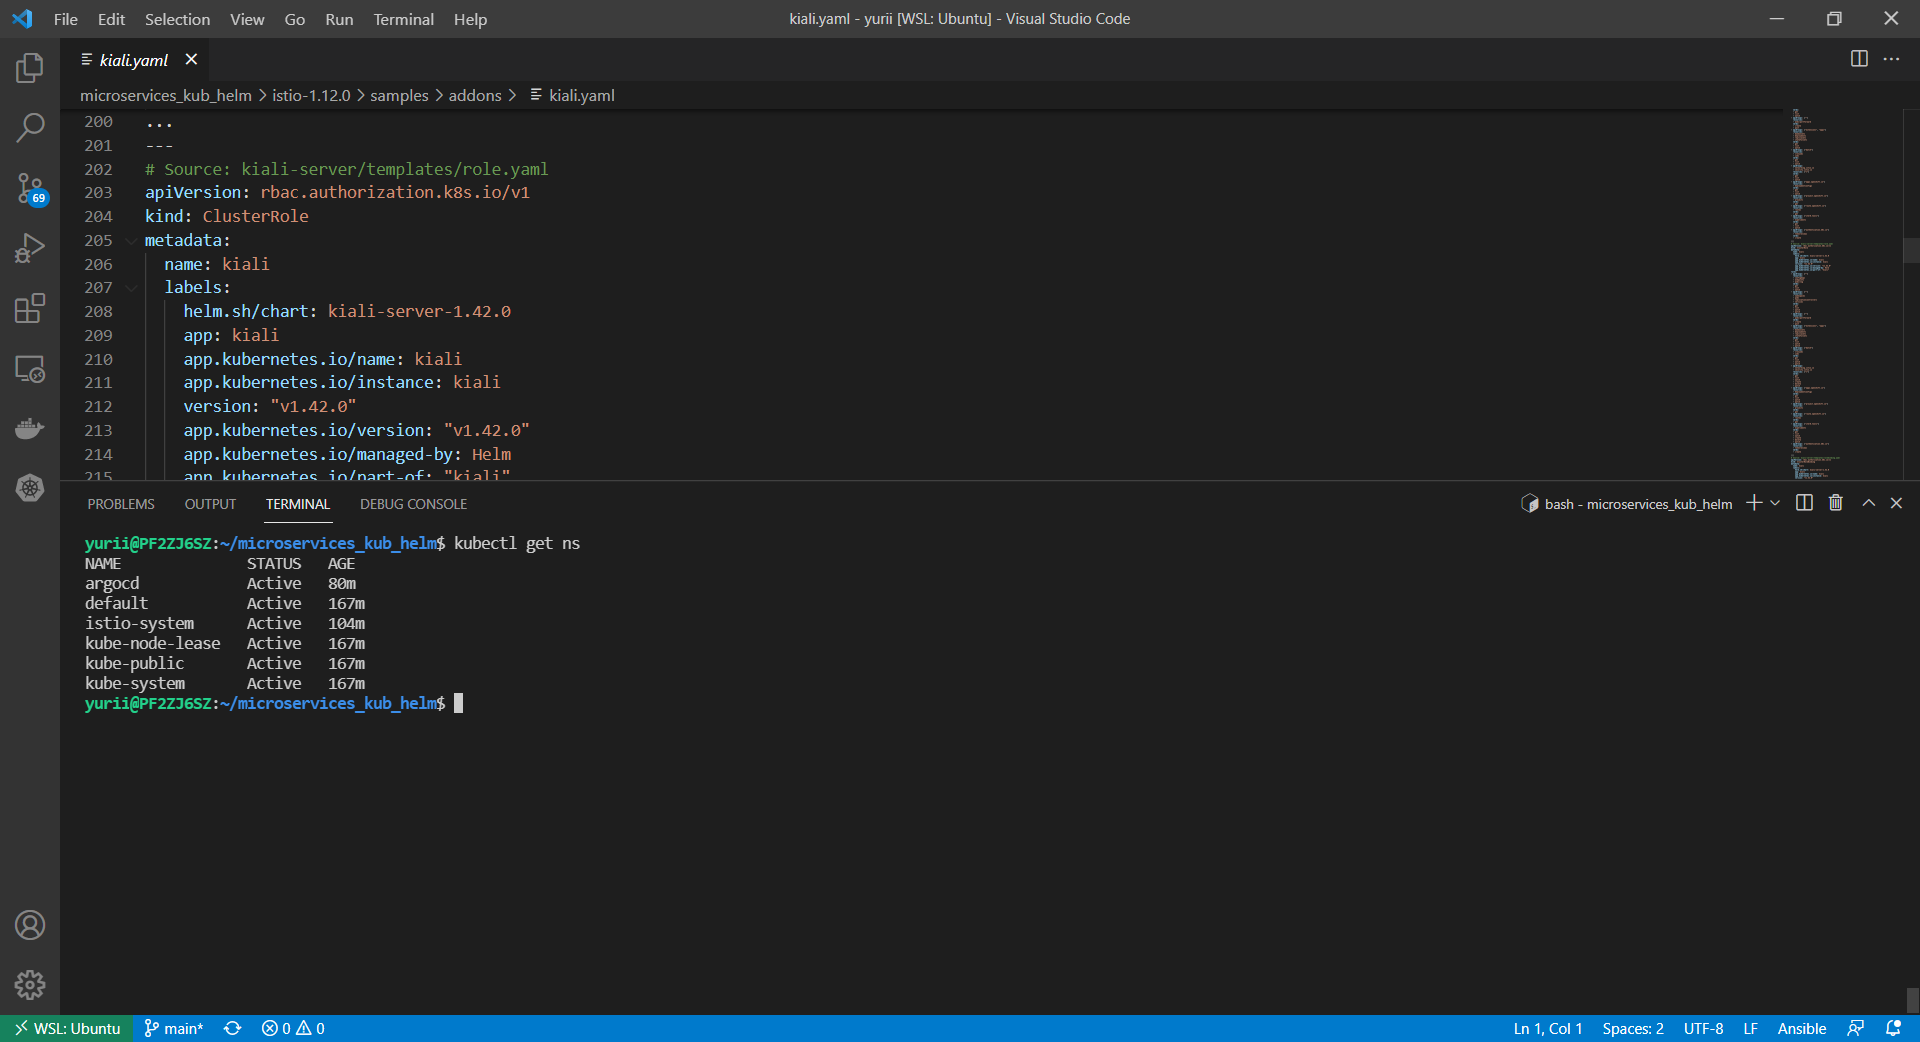 File Edit Selection View Go Run Terminal Help
kiali.yaml - yurii [WSL: Ubuntu] - Visual Studio Code
kiali.yaml
microservices_kub_helm > istio-1.12.0 > samples > addons > kiali.yaml
200 ...
201 ---
202 # Source: kiali-server/templates/role.yaml
203 apiVersion: rbac.authorization.k8s.io/v1
204 kind: ClusterRole
205 metadata:
206   name: kiali
207   labels:
208     helm.sh/chart: kiali-server-1.42.0
209     app: kiali
210     app.kubernetes.io/name: kiali
211     app.kubernetes.io/instance: kiali
212     version: "v1.42.0"
213     app.kubernetes.io/version: "v1.42.0"
214     app.kubernetes.io/managed-by: Helm
215     app.kubernetes.io/part-of: "kiali"
69
PROBLEMS OUTPUT TERMINAL DEBUG CONSOLE
bash - microservices_kub_helm
yurii@PF2ZJ6SZ:~/microservices_kub_helm$ kubectl get ns
NAME STATUS AGE
argocd Active 80m
default Active 167m
istio-system Active 104m
kube-node-lease Active 167m
kube-public Active 167m
kube-system Active 167m
yurii@PF2ZJ6SZ:~/microservices_kub_helm$
WSL: Ubuntu main* 0 0
Ln 1, Col 1 Spaces: 2 UTF-8 LF Ansible